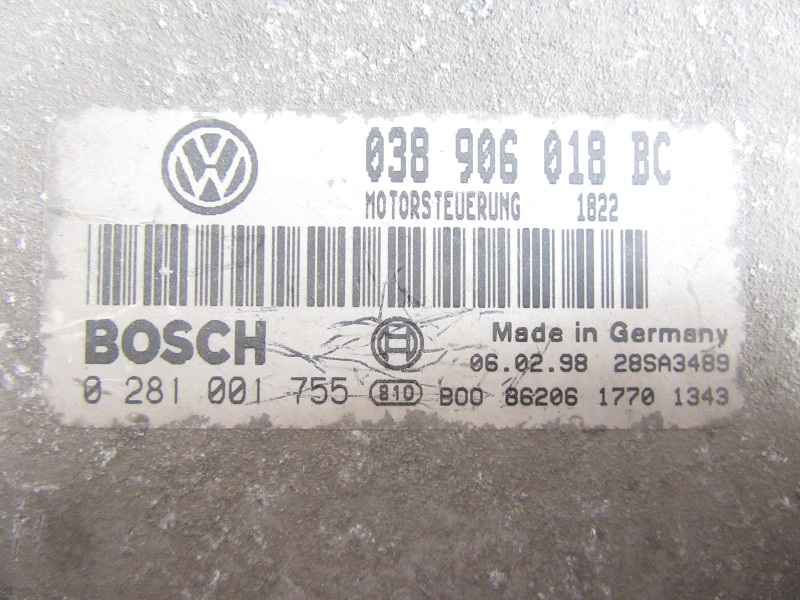 038 906 018 BC
MOTORSTEUERUNG 1822
BOSCH Made in Germany
06.02.98 28SA3489
0 281 001 755 810 B00 86206 1770 1343